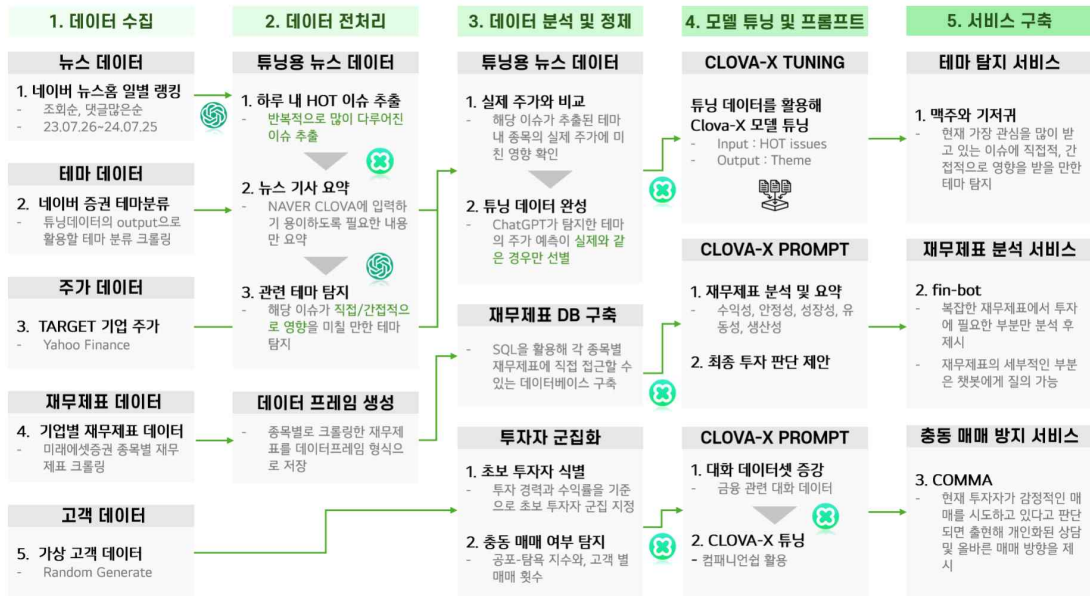 1. 데이터 수집
2. 데이터 전처리
3. 데이터 분석 및 정제
4. 모델 튜닝 및 프롬프트
5. 서비스 구축
뉴스 데이터
1. 네이버 뉴스홈 일별 랭킹
- 조회순, 댓글많은순
- 23.07.26~24.07.25
테마 데이터
2. 네이버 증권 테마분류
- 튜닝데이터의 output으로
활용할 테마 분류 크롤링
주가 데이터
3. TARGET 기업 주가
- Yahoo Finance
재무제표 데이터
4. 기업별 재무제표 데이터
- 미래에셋증권 종목별 재무
제표 크롤링
고객 데이터
5. 가상 고객 데이터
- Random Generate
튜닝용 뉴스 데이터
1. 하루 내 HOT 이슈 추출
- 반복적으로 많이 다루어진
이슈 추출
2. 뉴스 기사 요약
- NAVER CLOVA에 입력하
기 용이하도록 필요한 내용
만 요약
3. 관련 테마 탐지
- 해당 이슈가 직접/간접적으
로 영향을 미칠 만한 테마
탐지
데이터 프레임 생성
- 종목별로 크롤링한 재무제
표를 데이터프레임 형식으
로 저장
튜닝용 뉴스 데이터
1. 실제 주가와 비교
- 해당 이슈가 추출된 테마
내 종목의 실제 주가에 미
친 영향 확인
2. 튜닝 데이터 완성
- ChatGPT가 탐지한 테마
의 주가 예측이 실제와 같
은 경우만 선별
재무제표 DB 구축
- SQL을 활용해 각 종목별
재무제표에 직접 접근할 수
있는 데이터베이스 구축
투자자 군집화
1. 초보 투자자 식별
- 투자 경력과 수익률을 기준
으로 초보 투자자 군집 지정
2. 충동 매매 여부 탐지
- 공포-탐욕 지수와, 고객 별
매매 횟수
CLOVA-X TUNING
튜닝 데이터를 활용해
Clova-X 모델 튜닝
- Input : HOT issues
- Output : Theme
CLOVA-X PROMPT
1. 재무제표 분석 및 요약
- 수익성, 안정성, 성장성, 유
동성, 생산성
2. 최종 투자 판단 제안
CLOVA-X PROMPT
1. 대화 데이터셋 증강
- 금융 관련 대화 데이터
2. CLOVA-X 튜닝
- 컴패니언쉽 활용
테마 탐지 서비스
1. 맥주와 기저귀
- 현재 가장 관심을 많이 받
고 있는 이슈에 직접적, 간
접적으로 영향을 받을 만한
테마 탐지
재무제표 분석 서비스
2. fin-bot
- 복잡한 재무제표에서 투자
에 필요한 부분만 분석 후
제시
- 재무제표의 세부적인 부분
은 챗봇에게 질의 가능
충동 매매 방지 서비스
3. COMMA
- 현재 투자자가 감정적인 매
매를 시도하고 있다고 판단
되면 출현해 개인화된 상담
및 올바른 매매 방향을 제
시